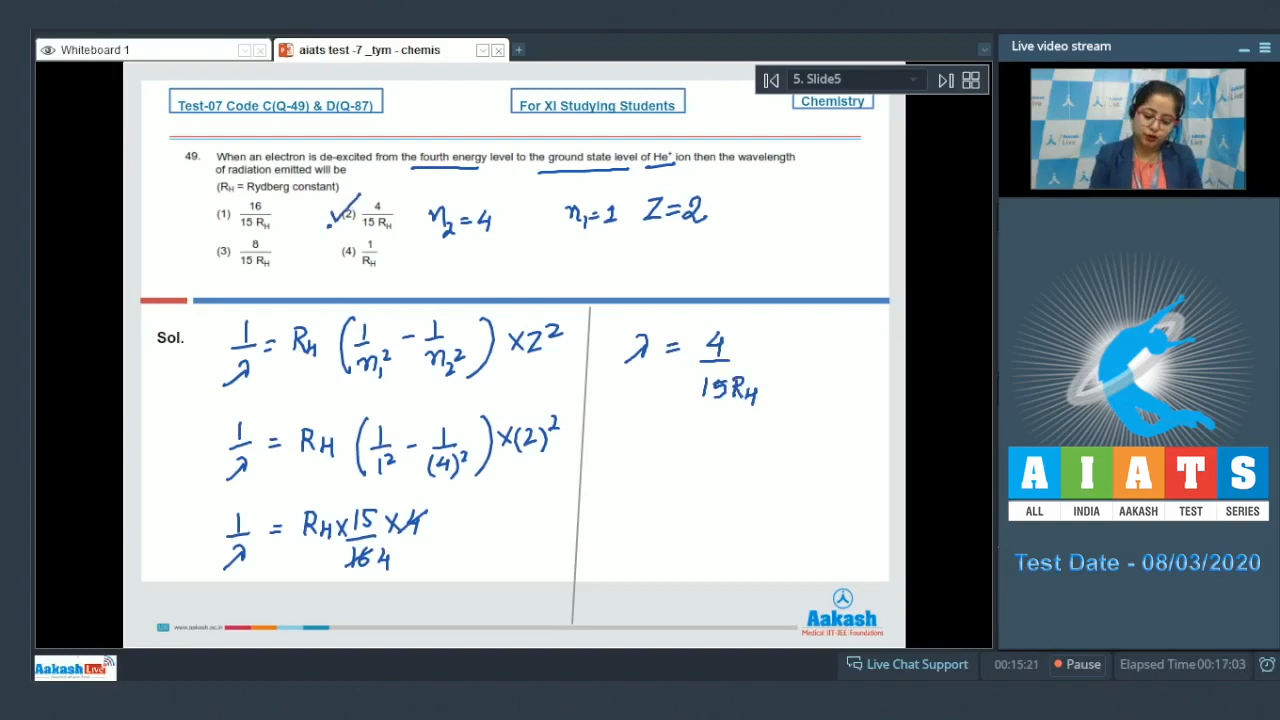 Whiteboard 1
aiats test -7 _tym - chemis
Live video stream
5. Slide5
Test-07 Code C(Q-49) & D(Q-87)
For XI Studying Students
Chemistry
49. When an electron is de-excited from the fourth energy level to the ground state level of He⁺ ion then the wavelength
of radiation emitted will be
(R_H = Rydberg constant)
(1) 16/15 R_H (2) 4/15 R_H
n₂ = 4 n₁ = 1 Z = 2
(3) 8/15 R_H (4) 1/R_H
Sol.
1/λ = R_H (1/n₁² - 1/n₂²) × Z²
1/λ = R_H (1/1² - 1/(4)²) × (2)²
1/λ = R_H × 15/16 4 × 4
λ = 4/15R_H
A I A T S
ALL INDIA AAKASH TEST SERIES
Test Date - 08/03/2020
www.aakash.ac.in
Aakash
Medical | IIT-JEE | Foundations
Aakash Live
Live Chat Support
00:15:21
Pause
Elapsed Time 00:17:03